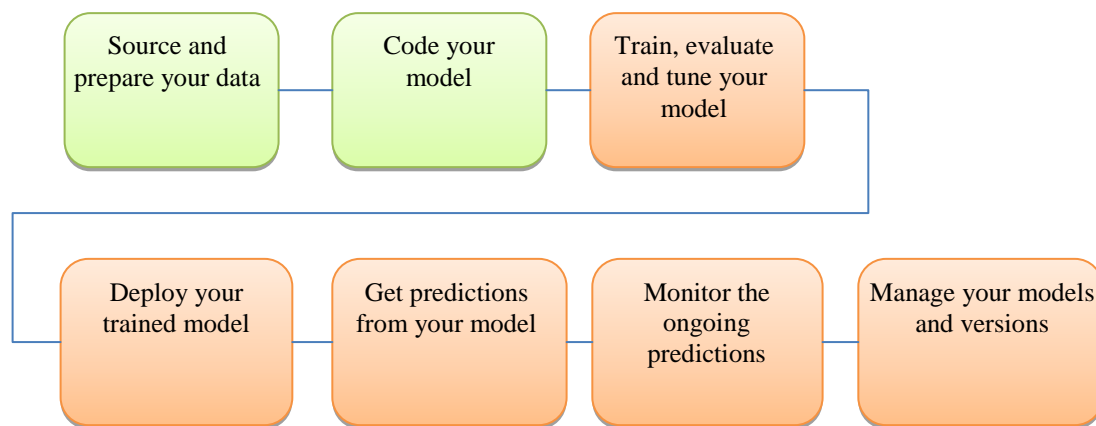 Source and
prepare your data
Code your
model
Train, evaluate
and tune your
model
Deploy your
trained model
Get predictions
from your model
Monitor the
ongoing
predictions
Manage your models
and versions